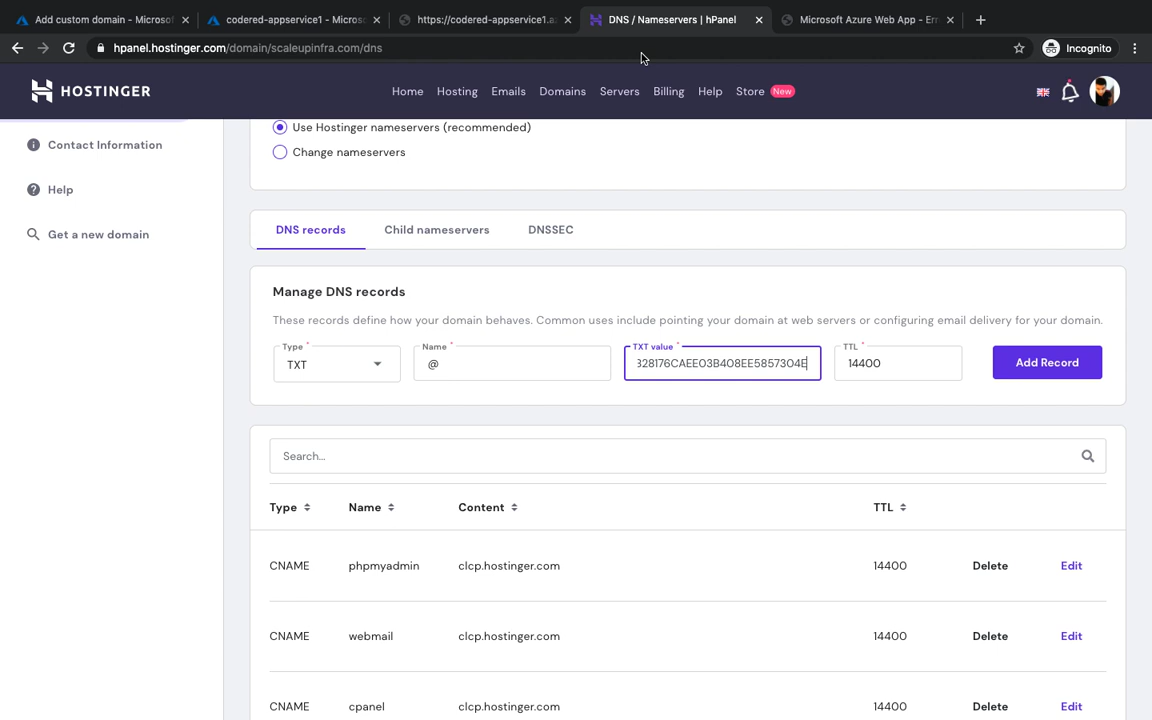 Add custom domain - Microsof
codered-appservice1 - Micros
https://codered-appservice1.a
DNS / Nameservers | hPanel
Microsoft Azure Web App - Err
hpanel.hostinger.com/domain/scaleupinfra.com/dns
Incognito
HOSTINGER
Home Hosting Emails Domains Servers Billing Help Store New
Contact Information
Help
Get a new domain
Use Hostinger nameservers (recommended)
Change nameservers
DNS records Child nameservers DNSSEC
Manage DNS records
These records define how your domain behaves. Common uses include pointing your domain at web servers or configuring email delivery for your domain.
Type * Name * TXT value * TTL *
TXT @ 328176CAEE03B408EE5857304E 14400 Add Record
Search...
Type Name Content TTL
CNAME phpmyadmin clcp.hostinger.com 14400 Delete Edit
CNAME webmail clcp.hostinger.com 14400 Delete Edit
CNAME cpanel clcp.hostinger.com 14400 Delete Edit